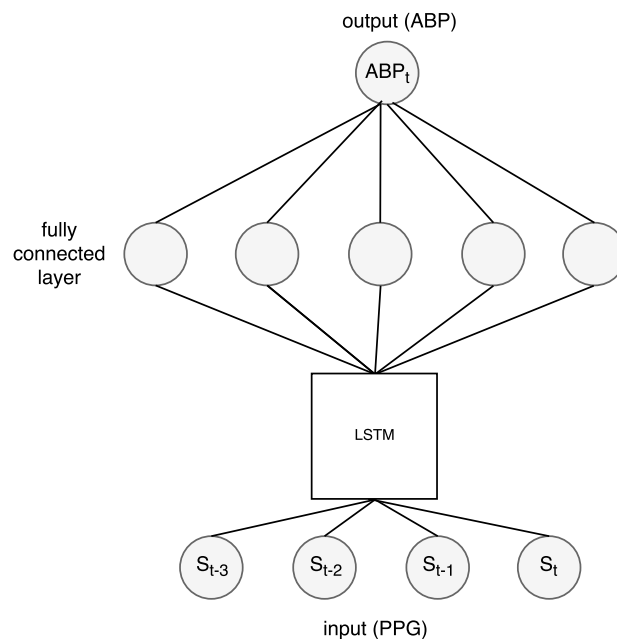 output (ABP)
ABPt
fully
connected
layer
LSTM
St-3 St-2 St-1 St
input (PPG)